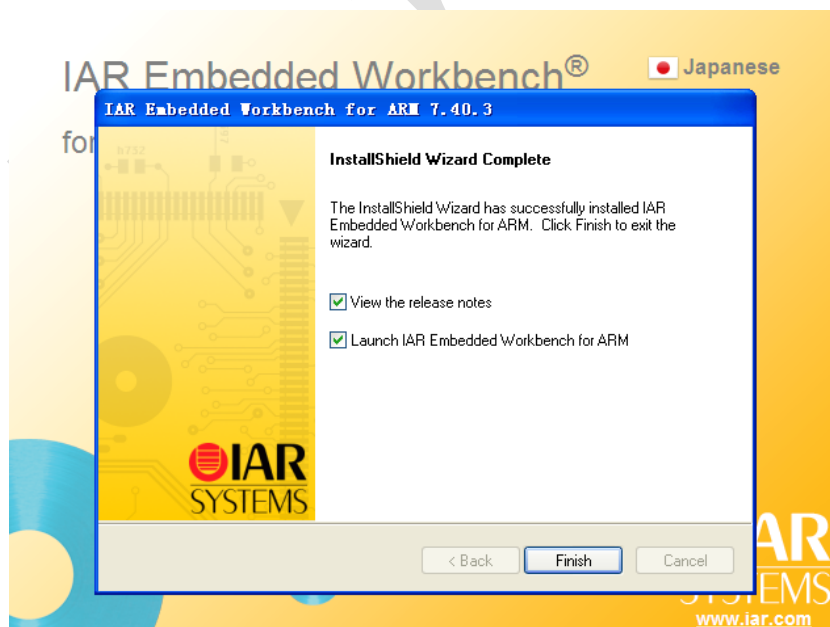 IAR Embedded Workbench®
Japanese
for
IAR Embedded Workbench for ARM 7.40.3
InstallShield Wizard Complete
The InstallShield Wizard has successfully installed IAR
Embedded Workbench for ARM. Click Finish to exit the
wizard.
View the release notes
Launch IAR Embedded Workbench for ARM
IAR
SYSTEMS
< Back
Finish
Cancel
AR
SYSTEMS
www.iar.com